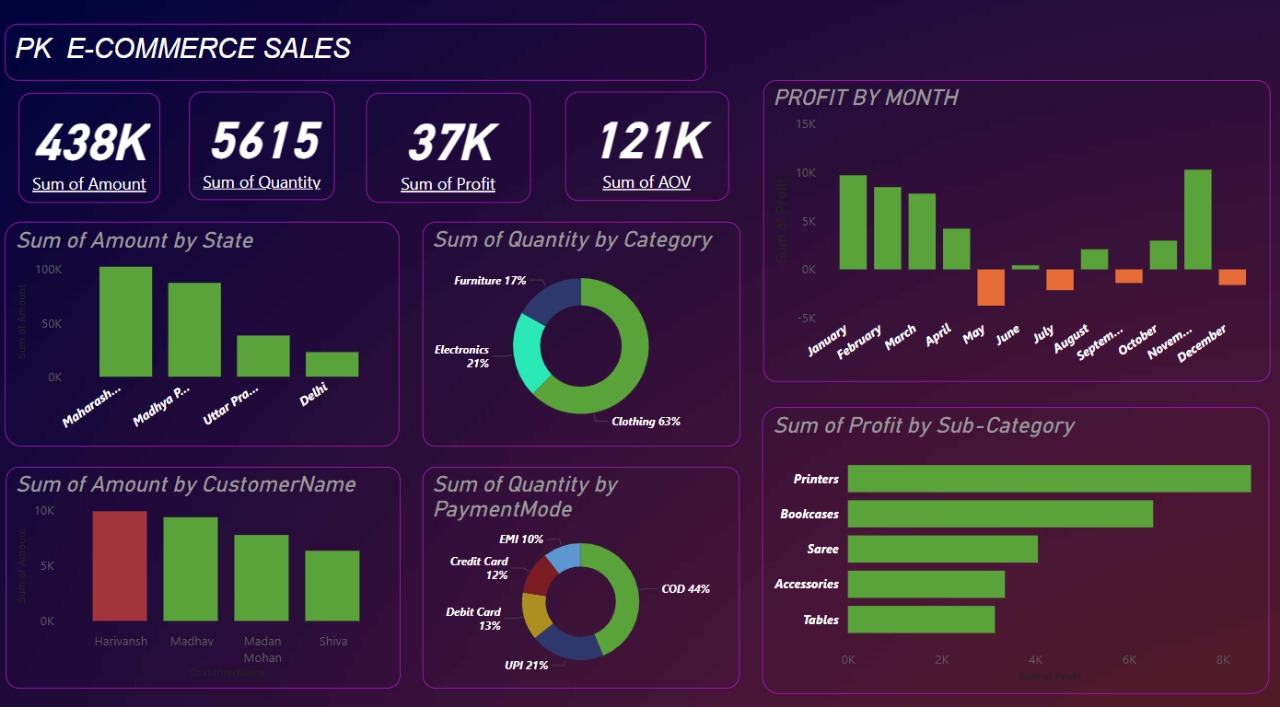 PK E-COMMERCE SALES
438K
Sum of Amount
5615
Sum of Quantity
37K
Sum of Profit
121K
Sum of AOV
PROFIT BY MONTH
Sum of Profit
15K
10K
5K
0K
-5K
January
February
March
April
May
June
July
August
Septem...
October
Novem...
December
Sum of Amount by State
Sum of Amount
100K
50K
0K
Maharash...
Madhya P...
Uttar Pra...
Delhi
Sum of Quantity by Category
Furniture 17%
Electronics
21%
Clothing 63%
Sum of Profit by Sub-Category
Printers
Bookcases
Saree
Accessories
Tables
0K
2K
4K
6K
8K
Sum of Profit
Sum of Amount by CustomerName
Sum of Amount
10K
5K
0K
Harivansh
Madhav
Madan
Mohan
Shiva
CustomerName
Sum of Quantity by
PaymentMode
EMI 10%
Credit Card
12%
Debit Card
13%
UPI 21%
COD 44%